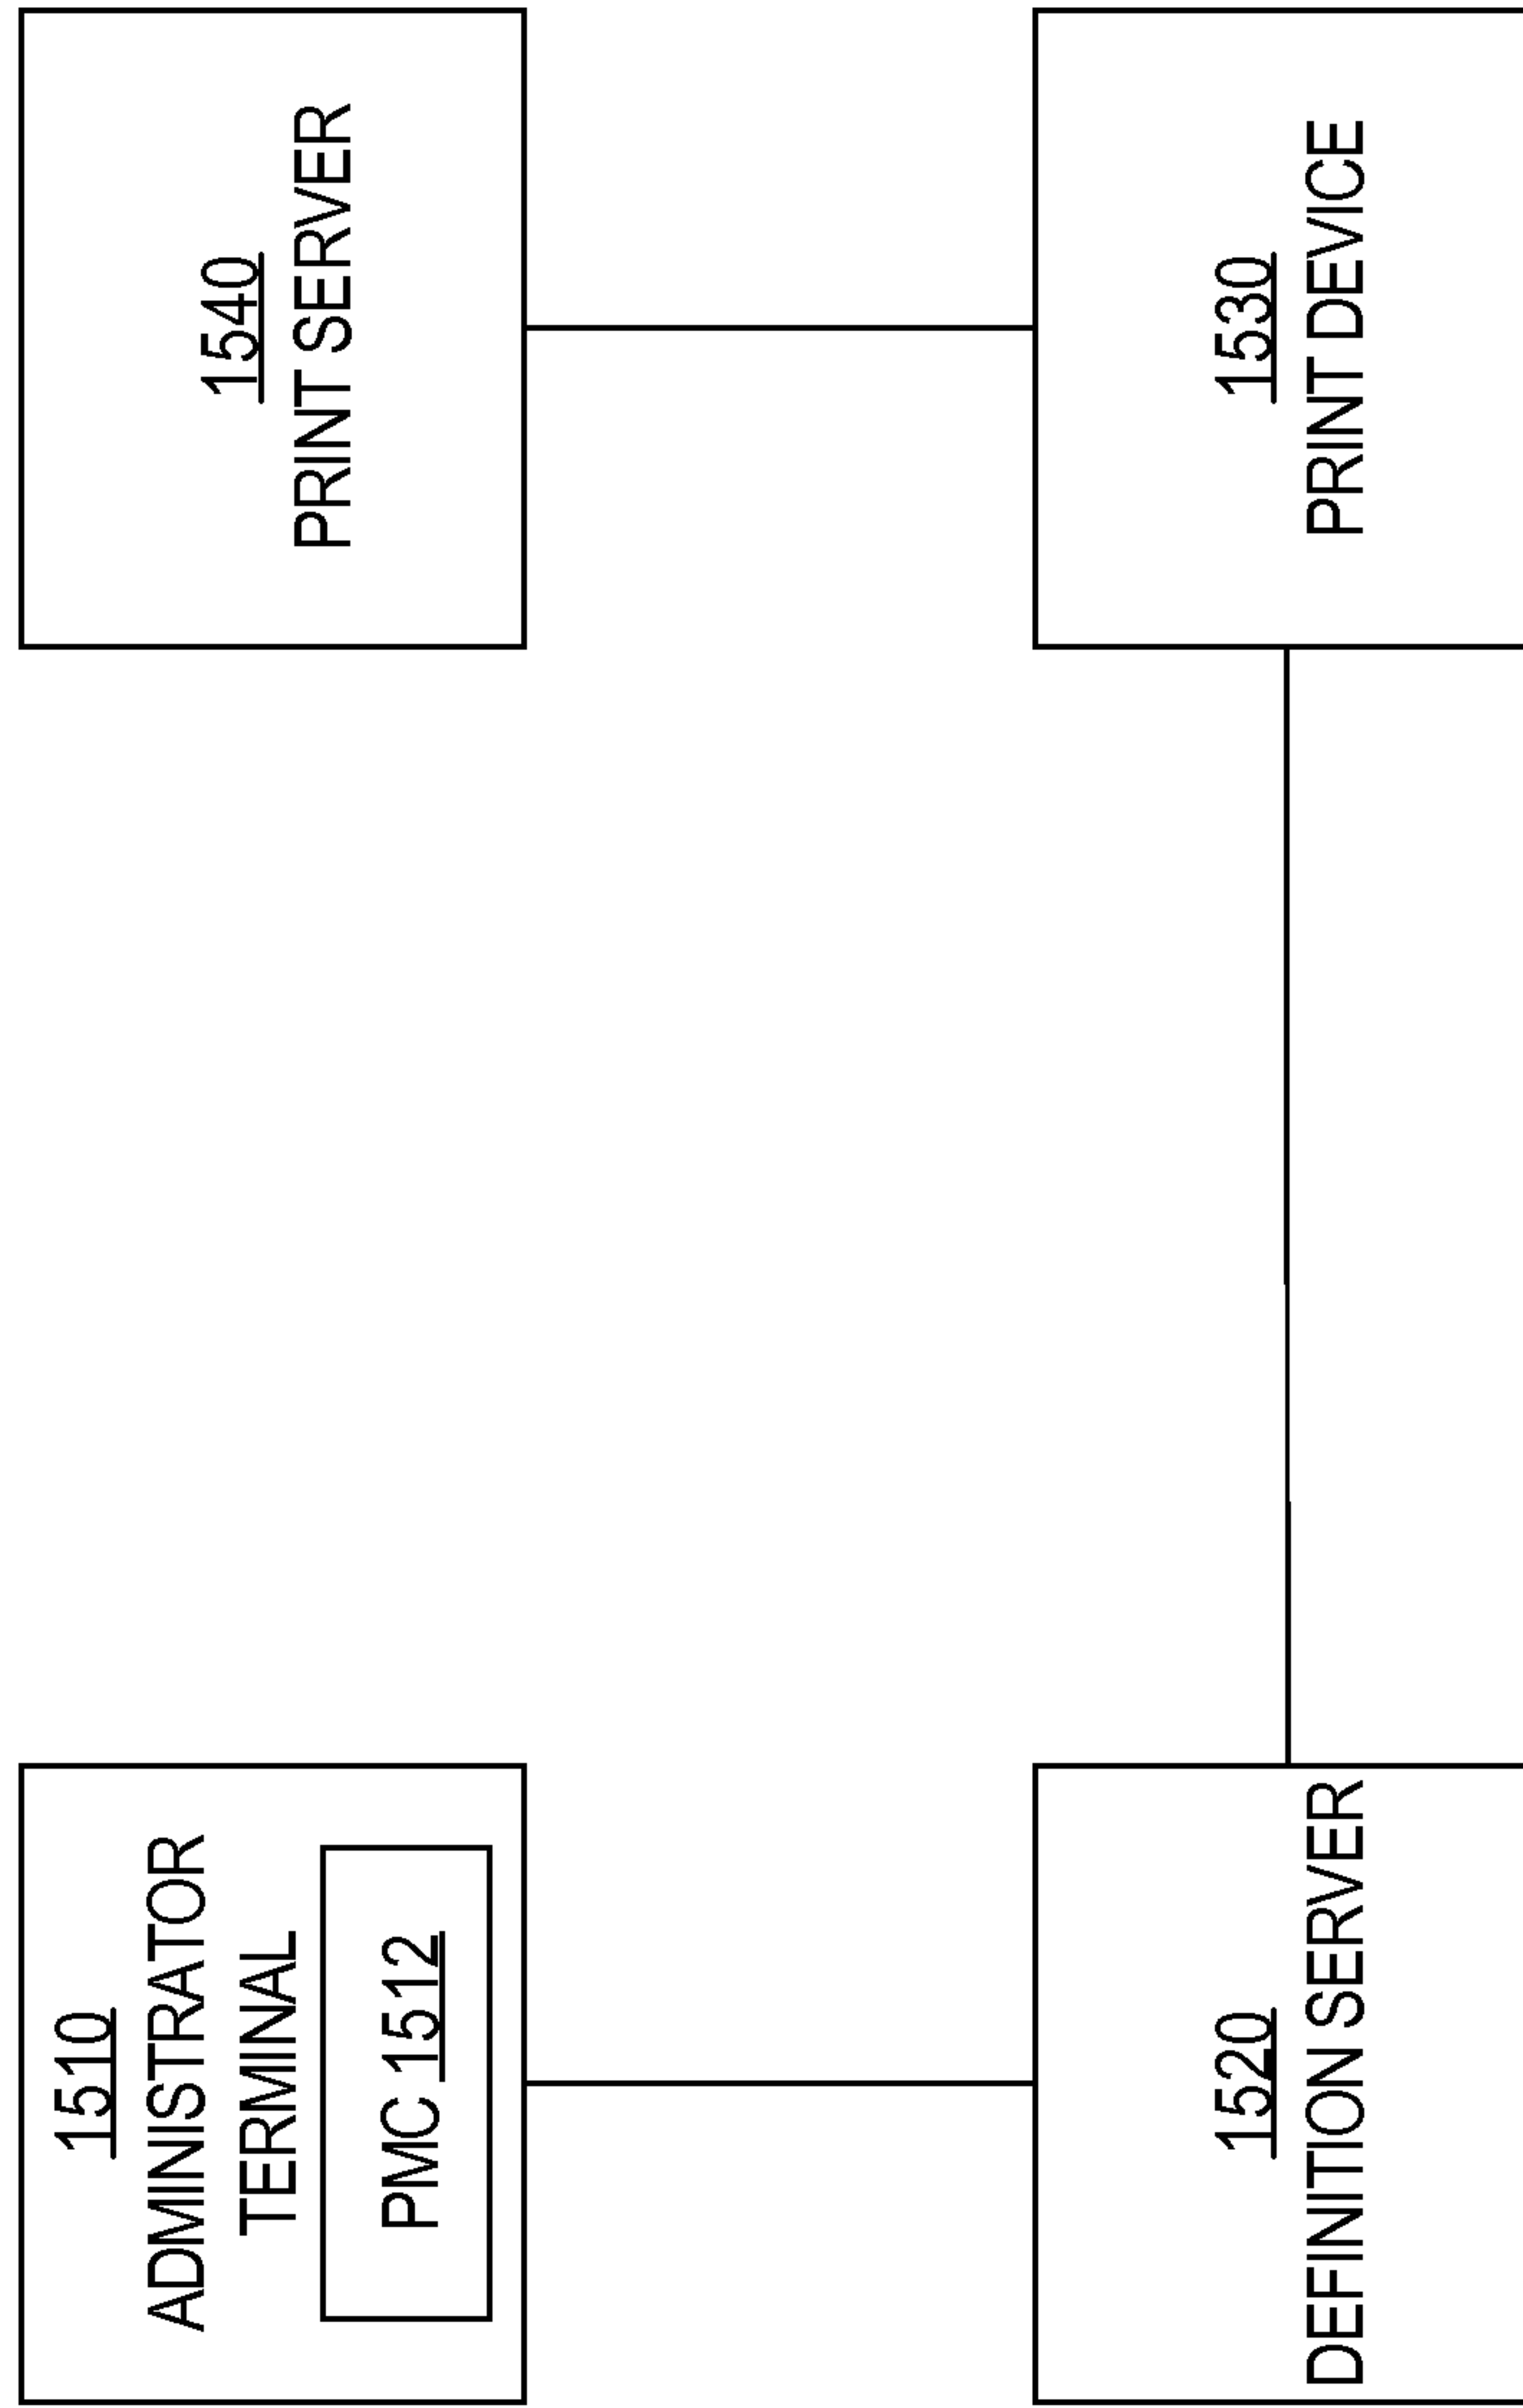 1510
ADMINISTRATOR
TERMINAL
PMC 1512
1540
PRINT SERVER
1520
DEFINITION SERVER
1530
PRINT DEVICE